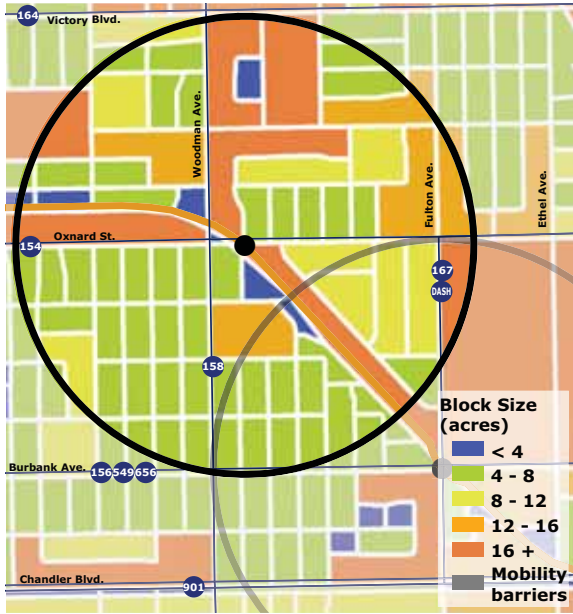 164
Victory Blvd.
Woodman Ave.
Fulton Ave.
Ethel Ave.
Oxnard St.
154
167
DASH
158
Block Size
(acres)
< 4
4 - 8
8 - 12
12 - 16
16 +
Mobility
barriers
Burbank Ave.
156 549 656
Chandler Blvd.
901